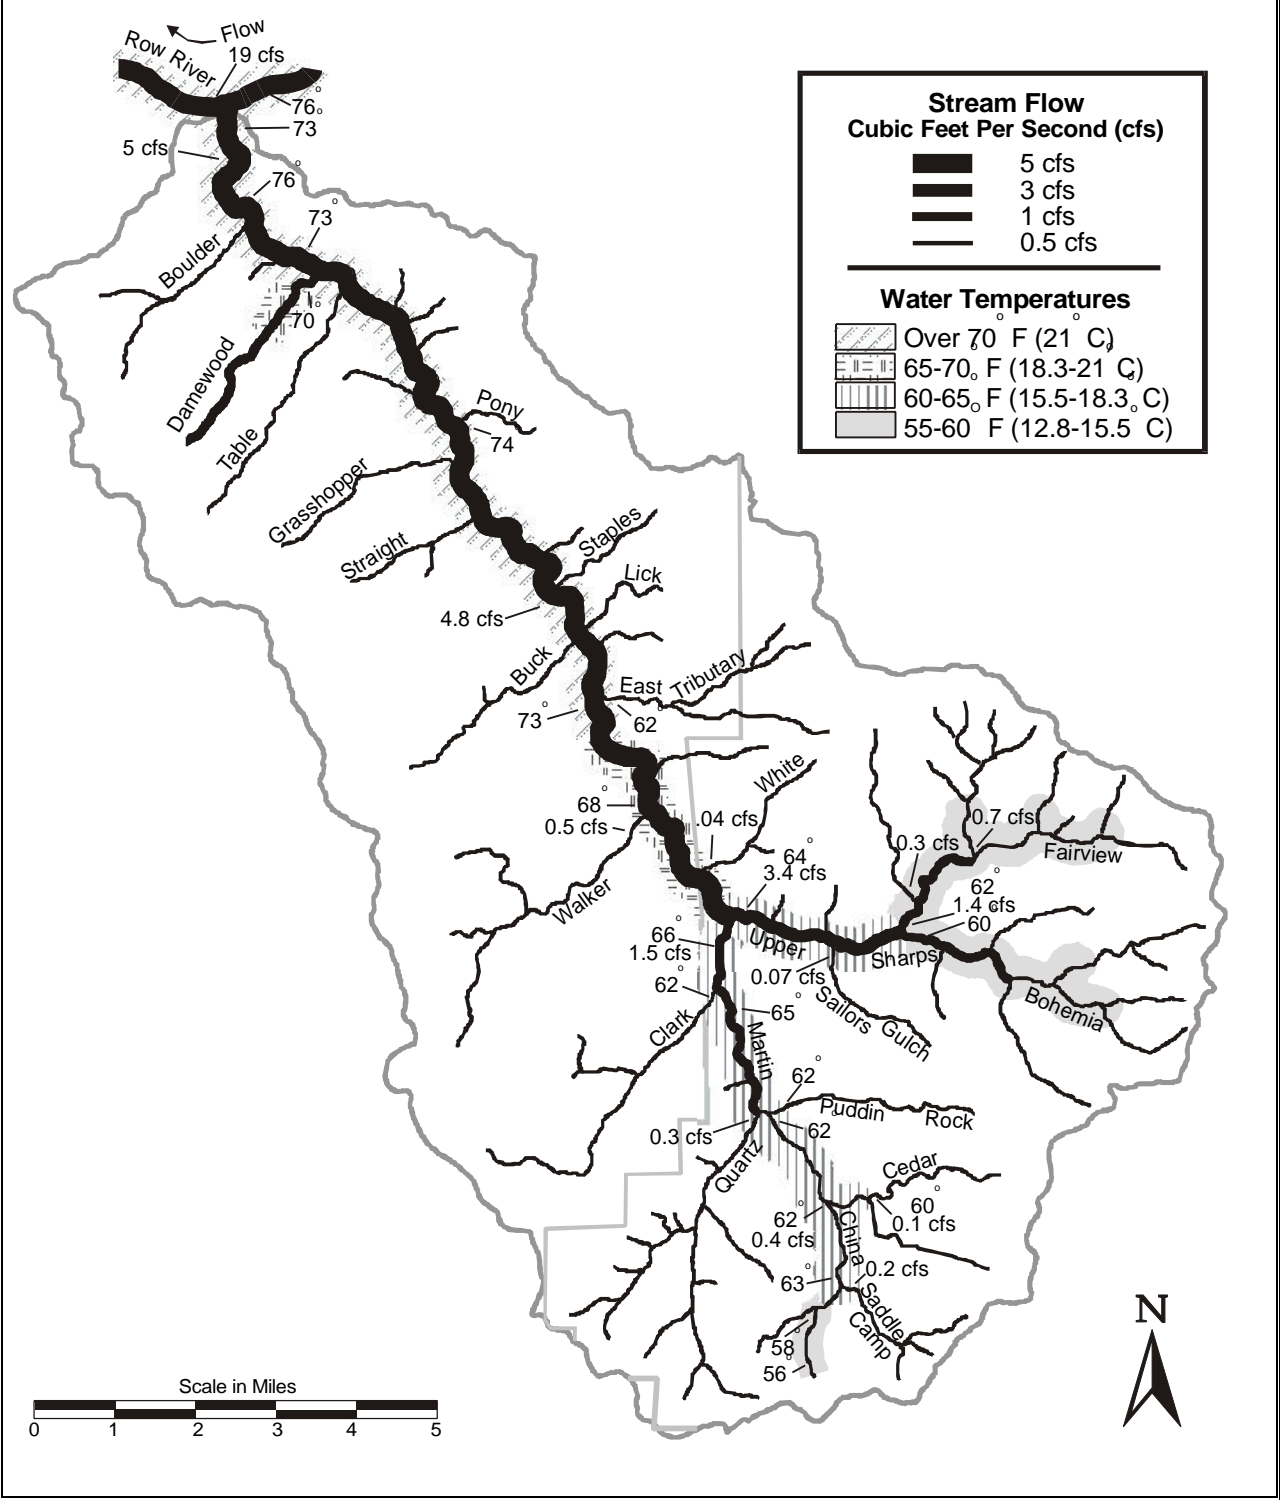 Flow
Row River
19 cfs
76°
73°
5 cfs
76°
73°
Boulder
70°
Damewood
Table
Pony
74
Grasshopper
Straight
Staples
Lick
4.8 cfs
Buck
East Tributary
73°
62°
White
68°
0.5 cfs
.04 cfs
Walker
64°
3.4 cfs
0.3 cfs
0.7 cfs
Fairview
62°
1.4 cfs
60°
66°
1.5 cfs
Upper Sharps
0.07 cfs
62°
Sailors Gulch
Bohemia
65°
Clark
Martin
62°
Puddin Rock
0.3 cfs
62°
Quartz
Cedar
62°
0.4 cfs
60°
0.1 cfs
China
63°
0.2 cfs
Saddle Camp
58°
56°
Stream Flow
Cubic Feet Per Second (cfs)
5 cfs
3 cfs
1 cfs
0.5 cfs
Water Temperatures
Over 70° F (21° C)
65-70° F (18.3-21° C)
60-65° F (15.5-18.3° C)
55-60° F (12.8-15.5° C)
N
Scale in Miles
0 1 2 3 4 5